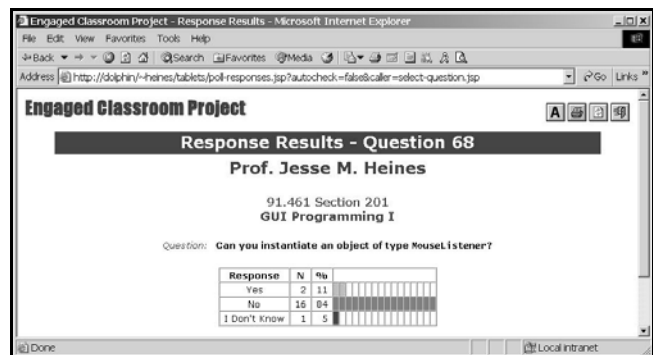 Engaged Classroom Project - Response Results - Microsoft Internet Explorer
File Edit View Favorites Tools Help
Back Search Favorites Media
Address http://dolphin/~heines/tablets/poll-responses.jsp?autocheck=false&caller=select-question.jsp Go Links »
Engaged Classroom Project
A
Response Results - Question 68
Prof. Jesse M. Heines
91.461 Section 201
GUI Programming I
Question: Can you instantiate an object of type MouseListener?
Response N %
Yes 2 11
No 16 84
I Don't Know 1 5
Done Local intranet